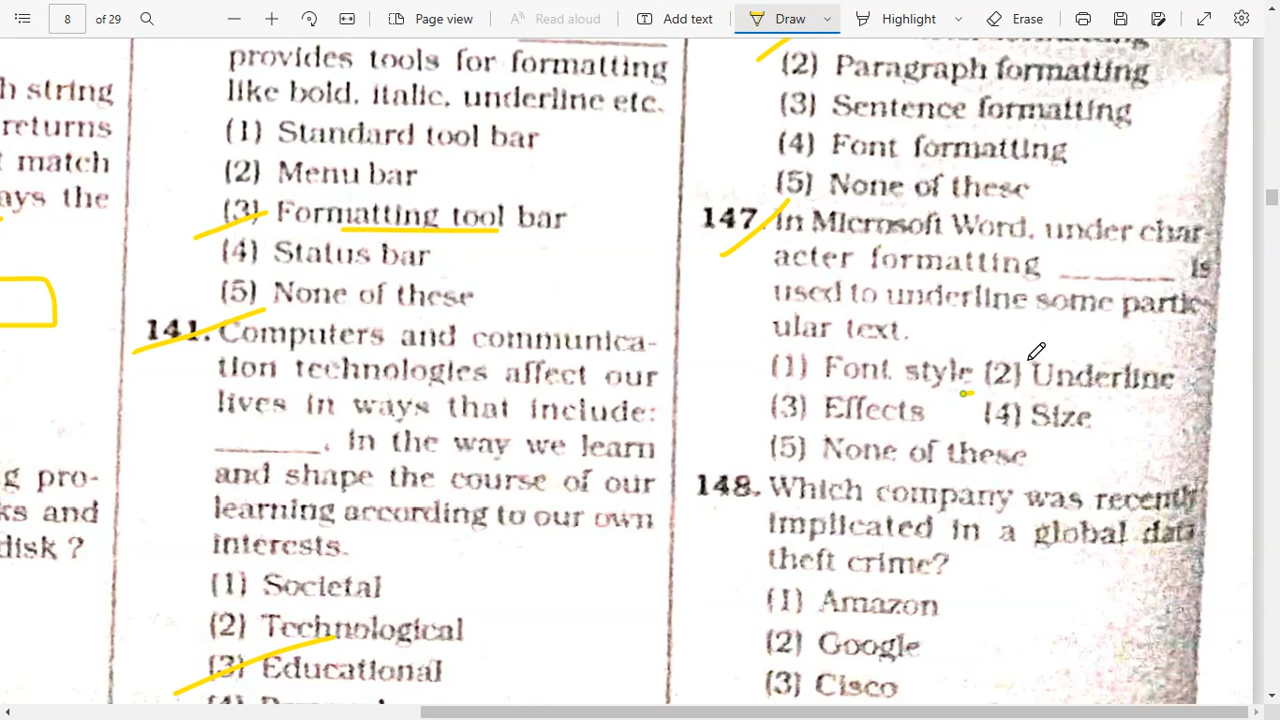 8
of 29
Page view
Read aloud
Add text
Draw
Highlight
Erase
h string
returns
match
ays the
g pro-
ks and
disk ?
provides tools for formatting
like bold, italic, underline etc.
(1) Standard tool bar
(2) Menu bar
(3) Formatting tool bar
(4) Status bar
(5) None of these
141. Computers and communica-
tion technologies affect our
lives in ways that include:
________, in the way we learn
and shape the course of our
learning according to our own
interests.
(1) Societal
(2) Technological
(3) Educational
(2) Paragraph formatting
(3) Sentence formatting
(4) Font formatting
(5) None of these
147. In Microsoft Word, under char-
acter formatting ________ is
used to underline some partic-
ular text.
(1) Font style (2) Underline
(3) Effects (4) Size
(5) None of these
148. Which company was recently
implicated in a global data
theft crime?
(1) Amazon
(2) Google
(3) Cisco